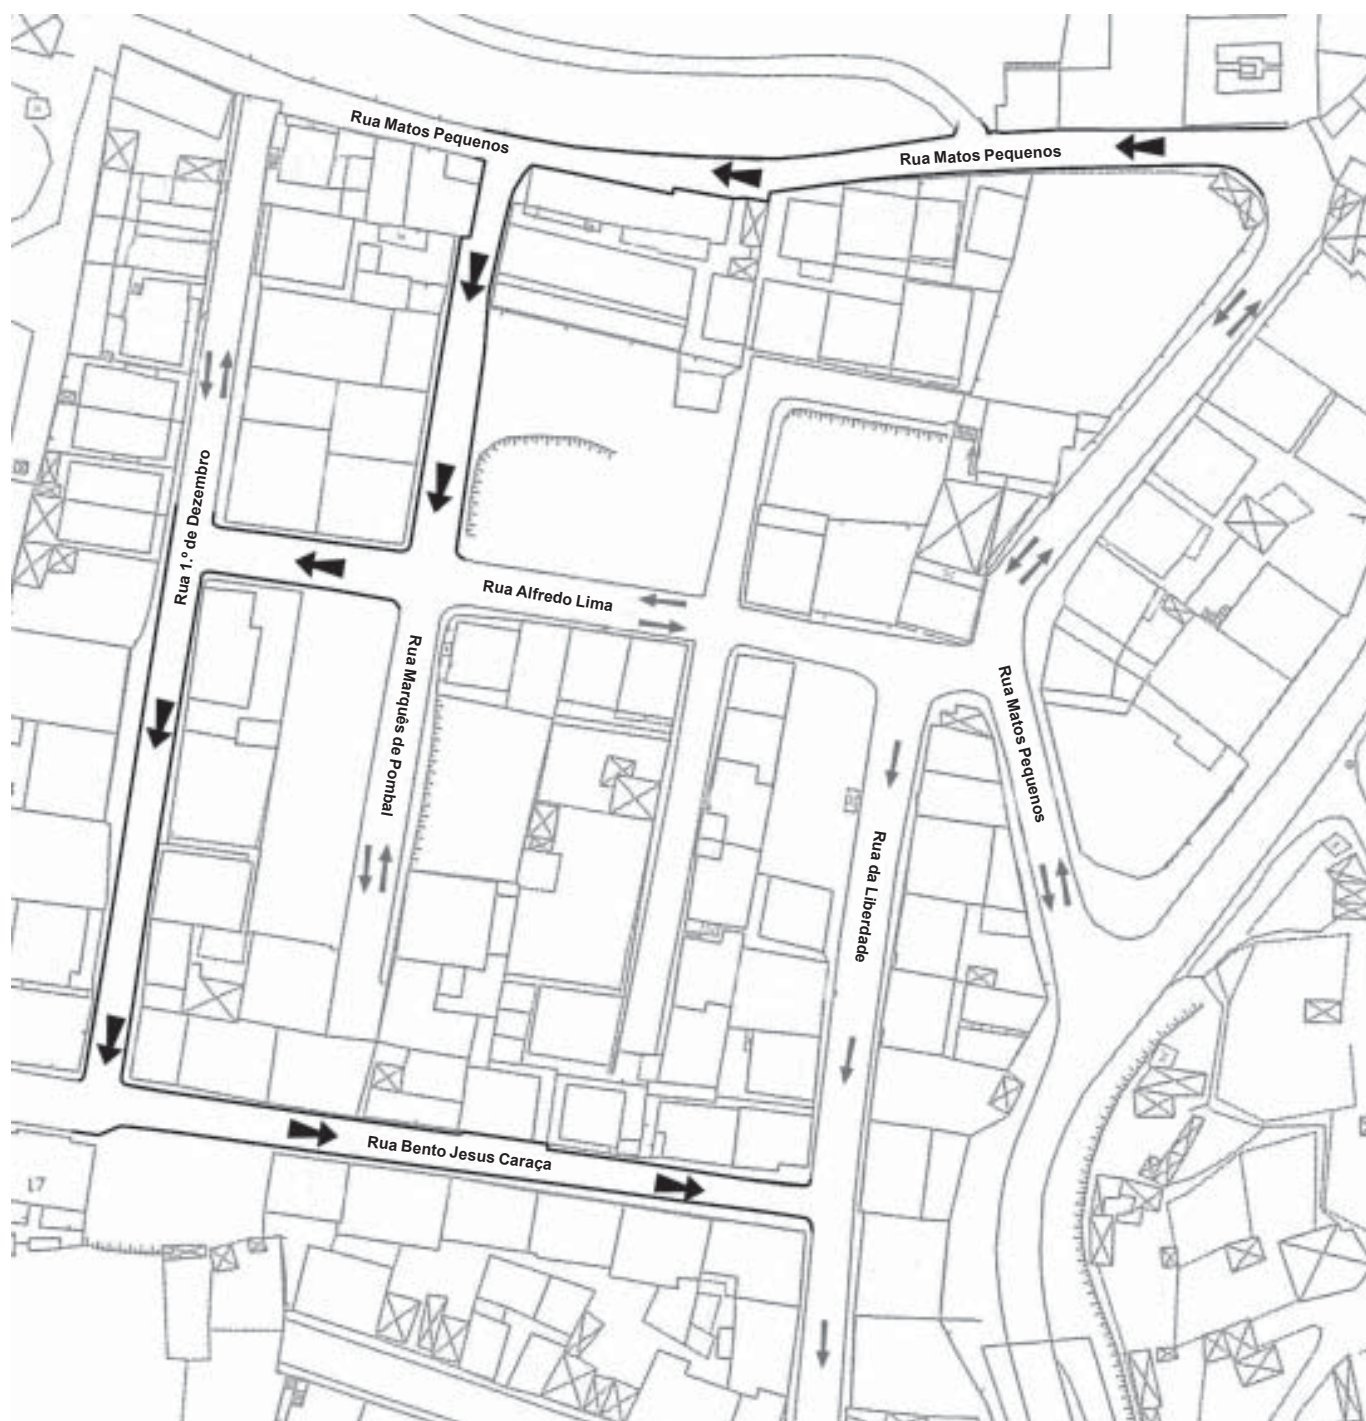 Rua Matos Pequenos
Rua Matos Pequenos
Rua 1.º de Dezembro
Rua Alfredo Lima
Rua Marquês de Pombal
Rua Matos Pequenos
Rua da Liberdade
Rua Bento Jesus Caraça
17